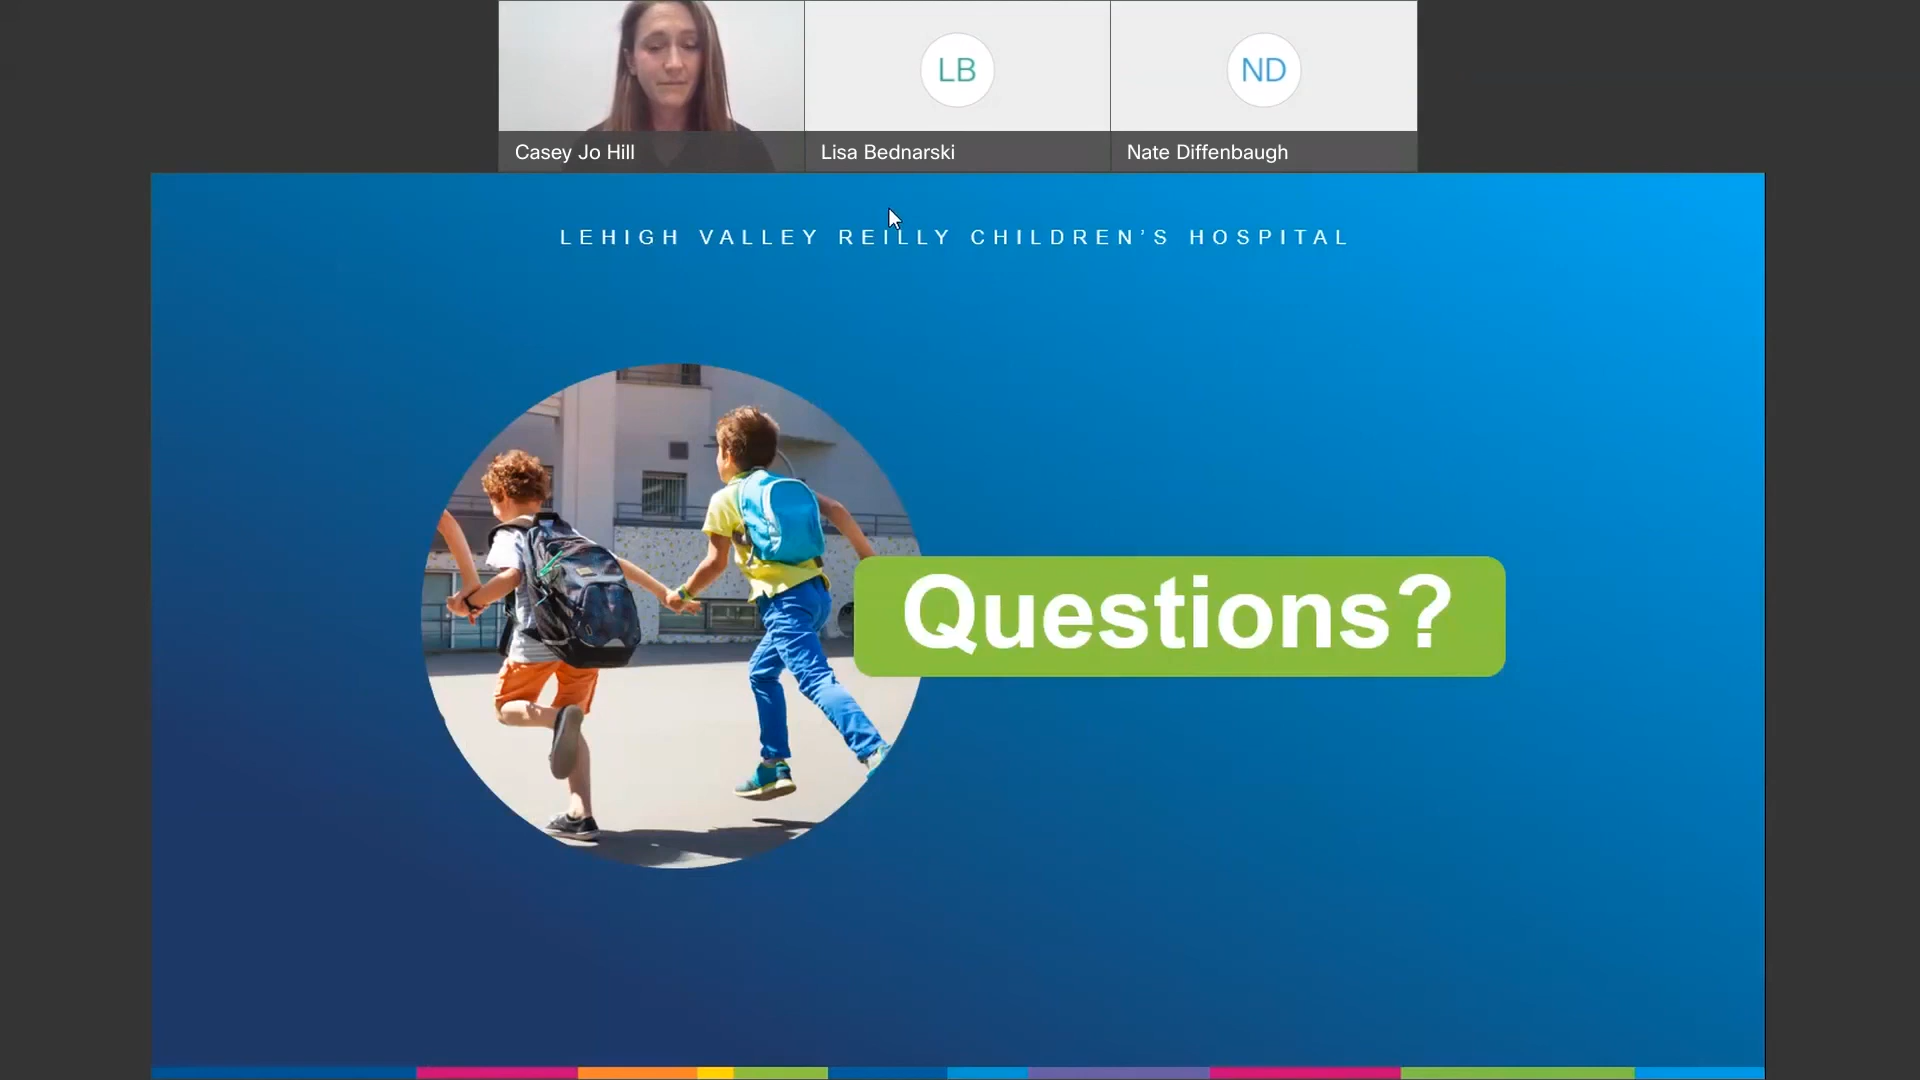 LB
ND
Casey Jo Hill
Lisa Bednarski
Nate Diffenbaugh
LEHIGH VALLEY REILLY CHILDREN’S HOSPITAL
Questions?